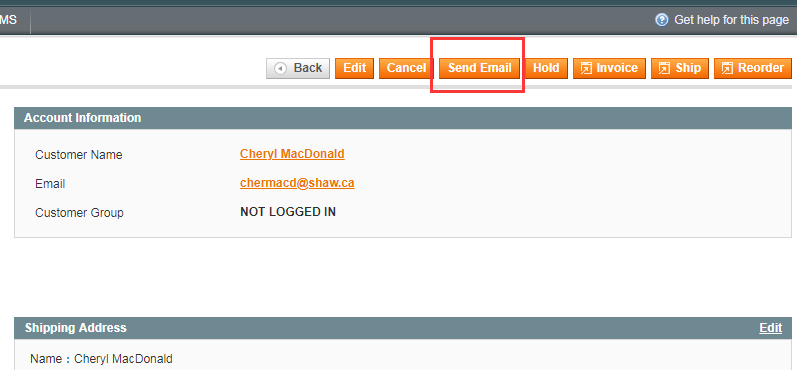 MS
Get help for this page
Back Edit Cancel Send Email Hold Invoice Ship Reorder
Account Information
Customer Name Cheryl MacDonald
Email chermacd@shaw.ca
Customer Group NOT LOGGED IN
Shipping Address Edit
Name : Cheryl MacDonald